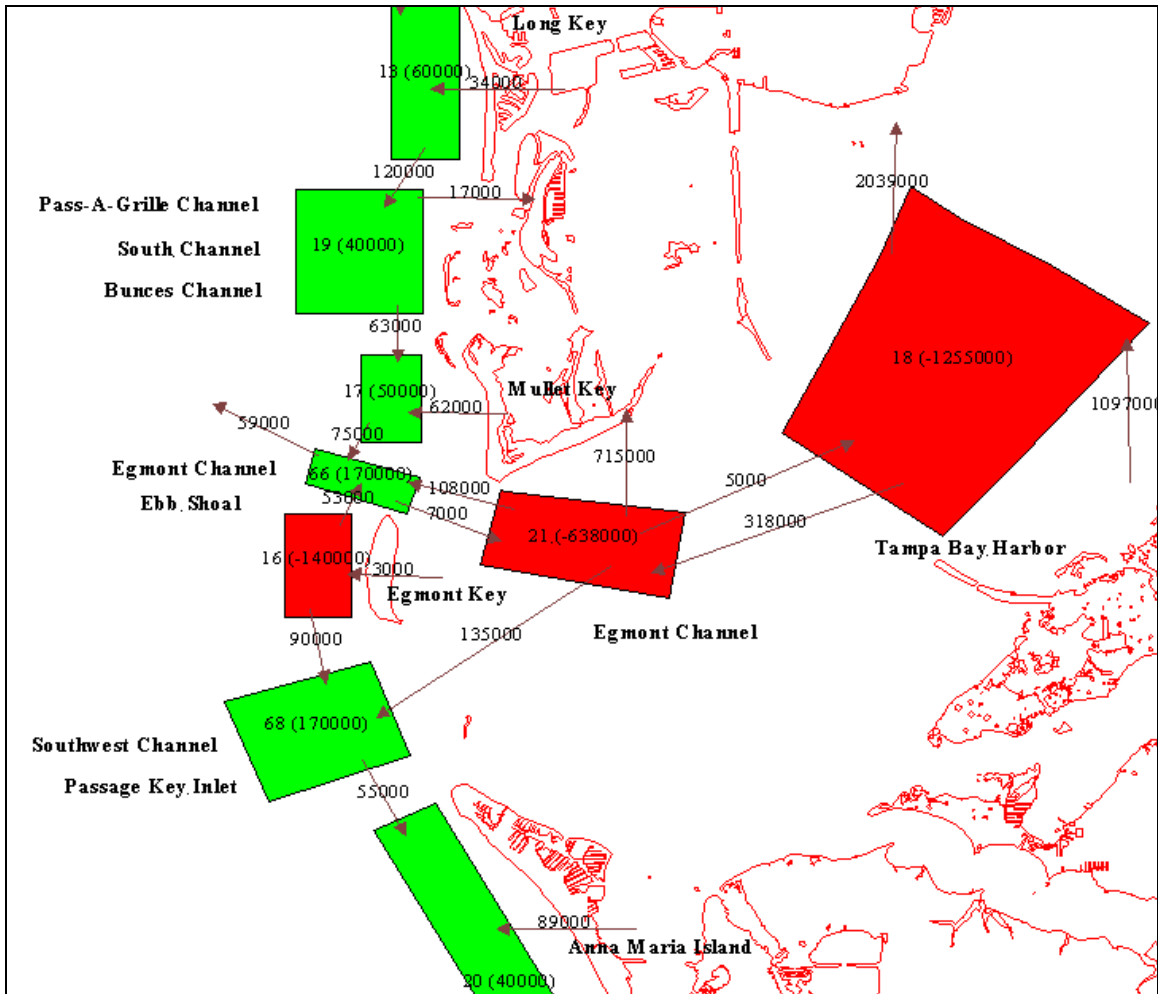 Long Key
13 (60000)
34000
120000
17000
2039000
Pass-A-Grille Channel
19 (40000)
South Channel
Bunces Channel
63000
18 (-1255000)
17 (50000)
Mullet Key
62000
1097000
59000
75000
715000
5000
Egmont Channel
66 (170000)
108000
Ebb Shoal
53000
7000
318000
21 (-638000)
Tampa Bay Harbor
16 (-140000)
3000
Egmont Key
90000
135000
Egmont Channel
68 (170000)
Southwest Channel
Passage Key Inlet
55000
89000
Anna Maria Island
20 (40000)